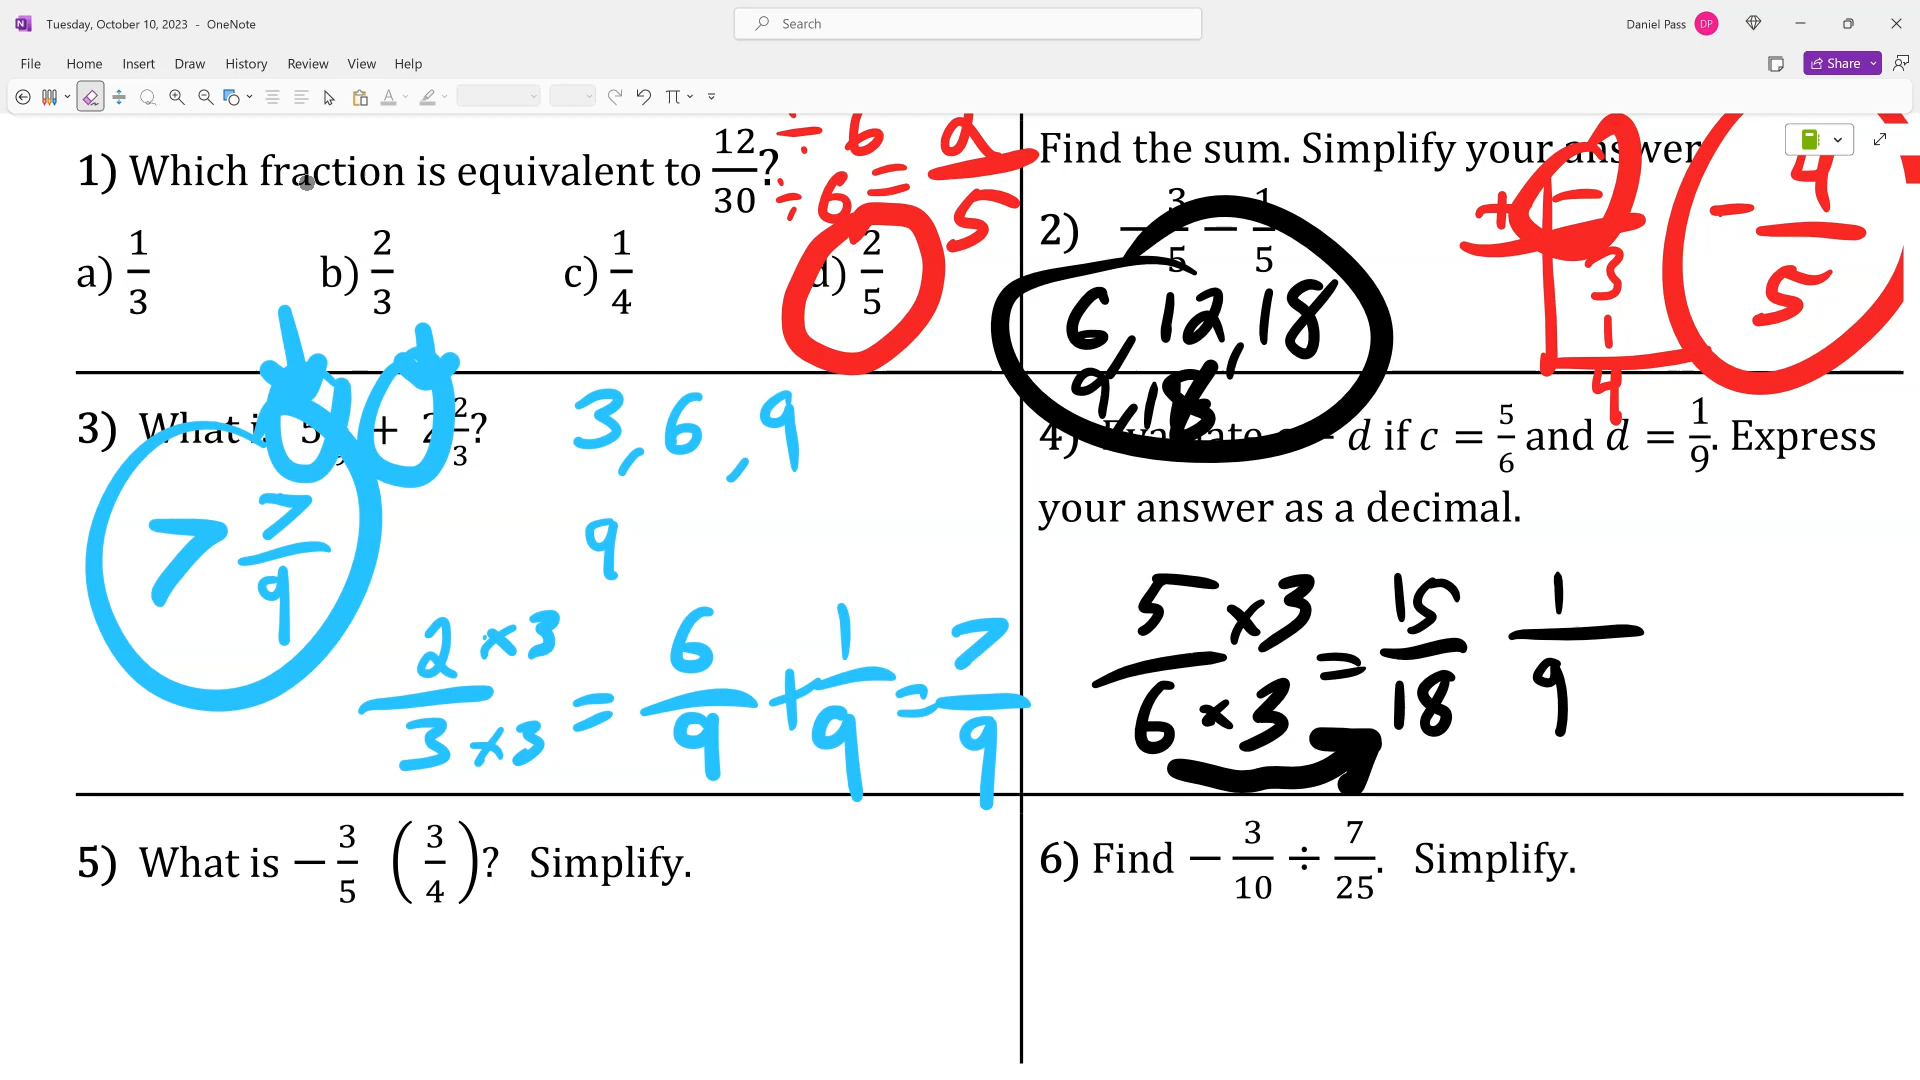 Tuesday, October 10, 2023 - OneNote
Search
Daniel Pass DP
File Home Insert Draw History Review View Help
Share
1) Which fraction is equivalent to 12/30?
÷ 6 = 2
÷ 6 = 5
a) 1/3 b) 2/3 c) 1/4 d) 2/5
Find the sum. Simplify your answer
2) − 3/5 − 1/5
+ −
3
1
4
− 4/5
6, 12, 18
9, 18
3) What is 5 + 2 2/3?
3, 6, 9
9
7 7/9
2 × 3 / 3 × 3 = 6/9 + 1/9 = 7/9
4) d if c = 5/6 and d = 1/9. Express
your answer as a decimal.
5 × 3 / 6 × 3 = 15/18 1/9
5) What is − 3/5 (3/4)? Simplify.
6) Find − 3/10 ÷ 7/25. Simplify.